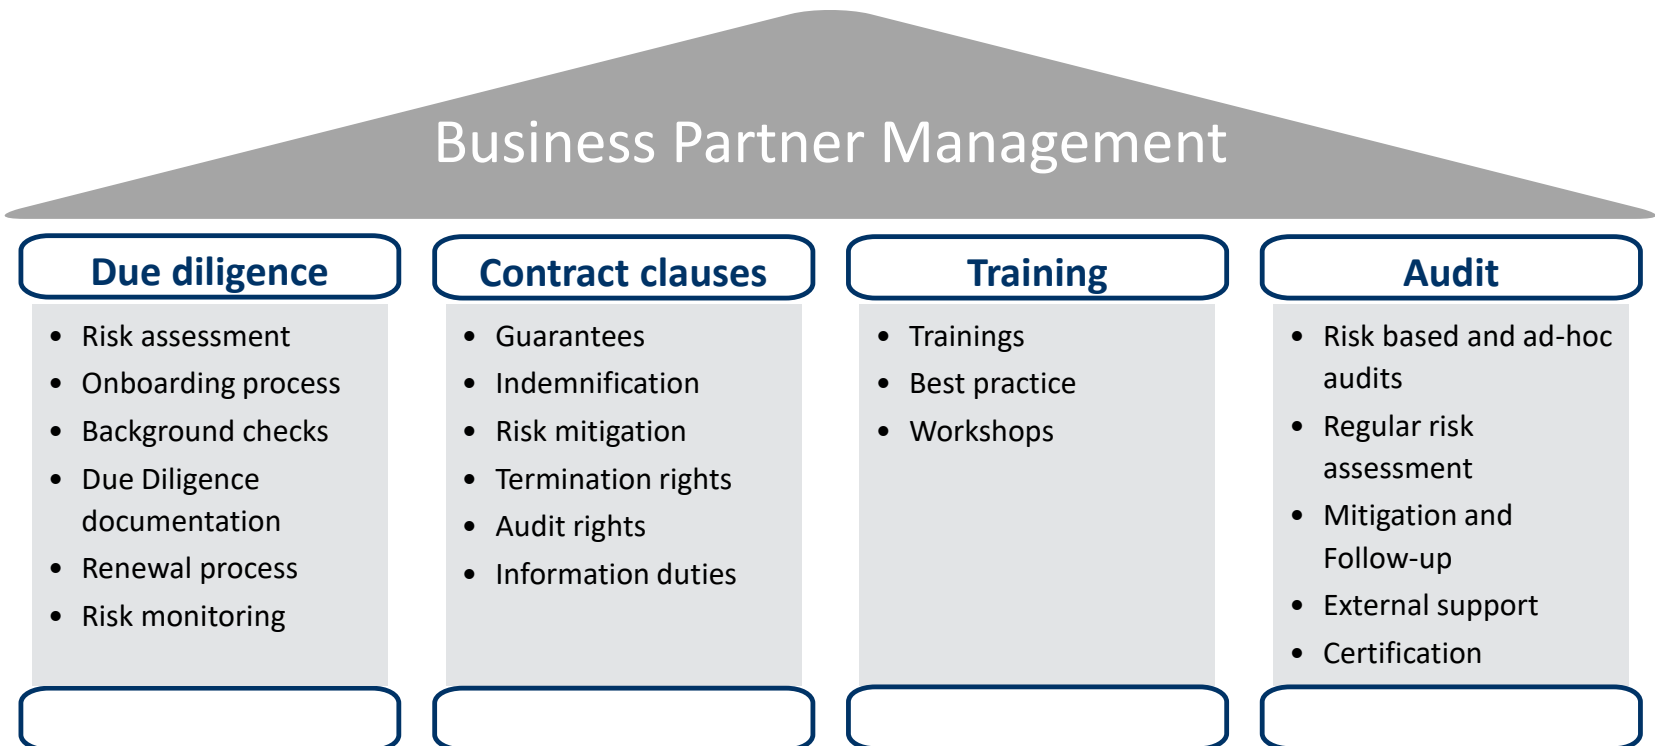 Business Partner Management
Due diligence
• Risk assessment
• Onboarding process
• Background checks
• Due Diligence
documentation
• Renewal process
• Risk monitoring
Contract clauses
• Guarantees
• Indemnification
• Risk mitigation
• Termination rights
• Audit rights
• Information duties
Training
• Trainings
• Best practice
• Workshops
Audit
• Risk based and ad-hoc
audits
• Regular risk
assessment
• Mitigation and
Follow-up
• External support
• Certification